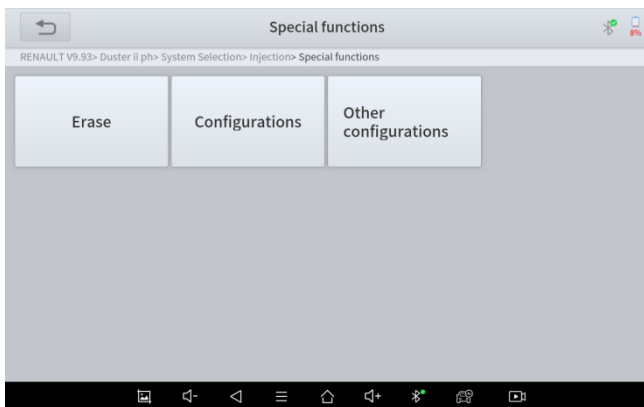 Special functions
8%
RENAULT V9.93> Duster ii ph> System Selection> Injection> Special functions
Erase
Configurations
Other
configurations